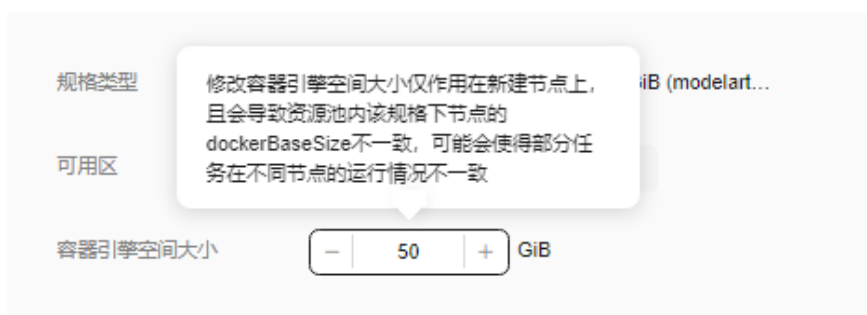 规格类型
iB (modelart...
修改容器引擎空间大小仅作用在新建节点上，
且会导致资源池内该规格下节点的
dockerBaseSize不一致，可能会使得部分任
务在不同节点的运行情况不一致
可用区
容器引擎空间大小
− 50 + GiB